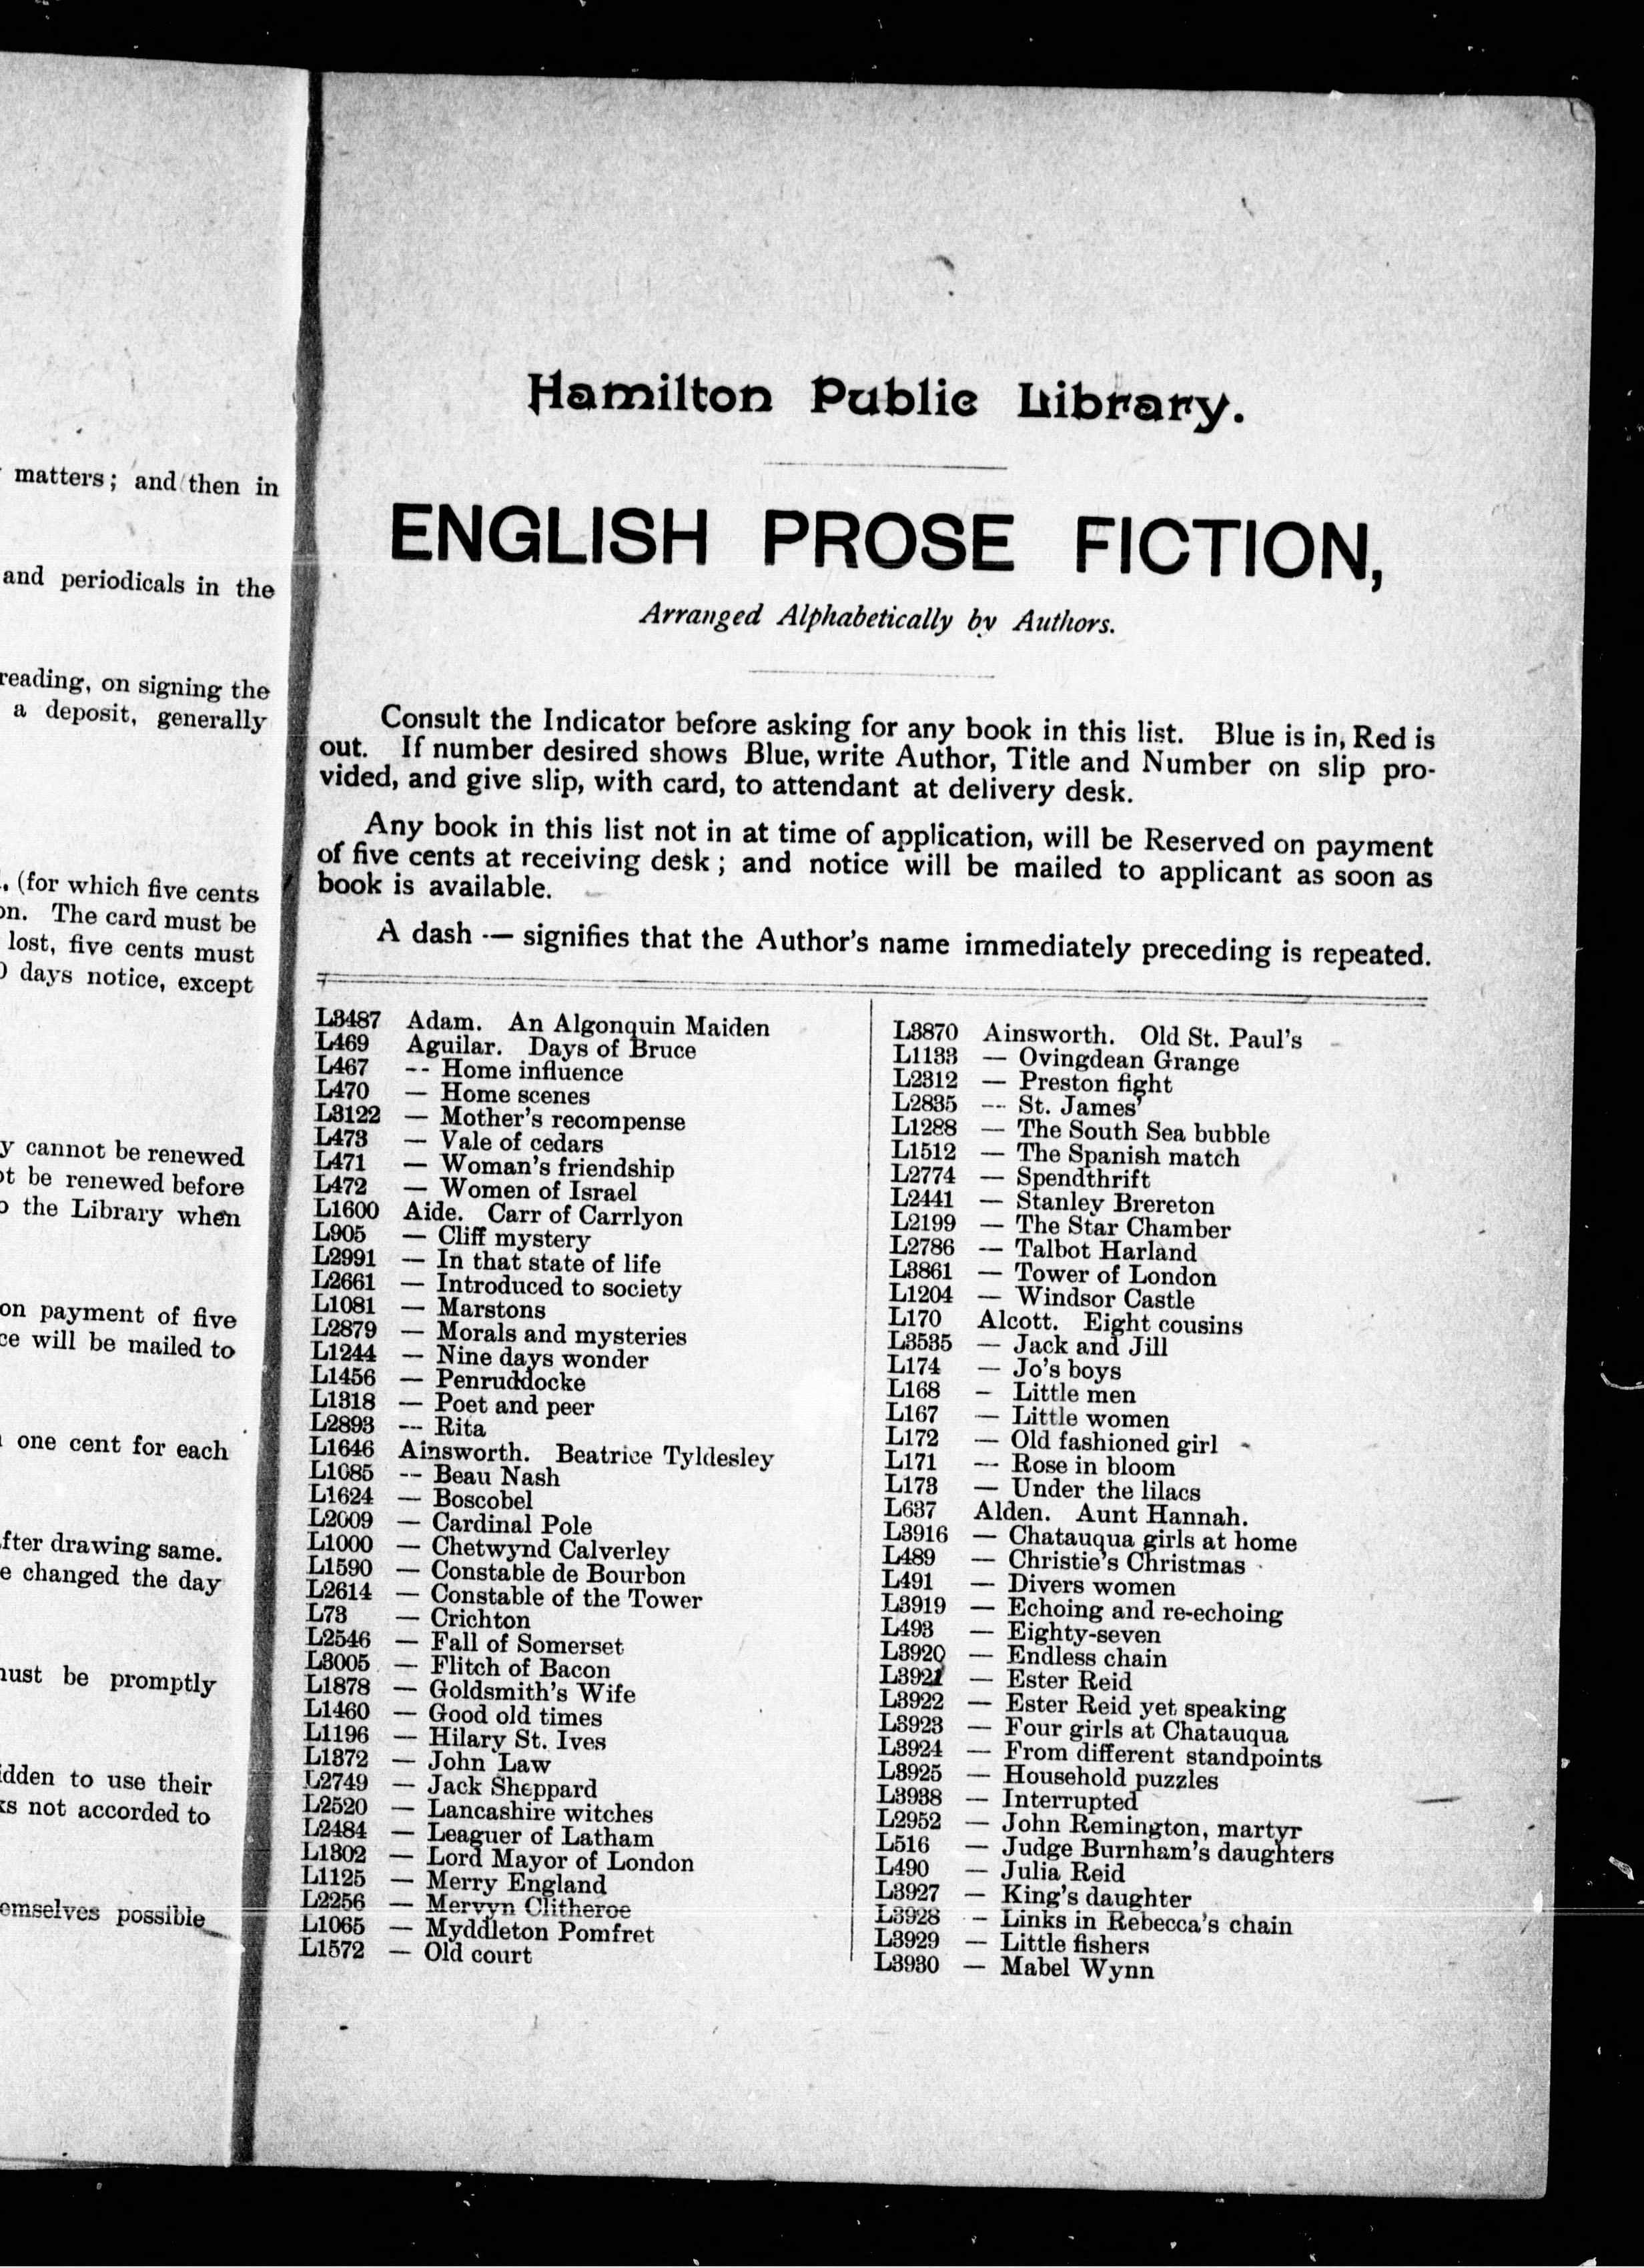 matters; and then in
and periodicals in the
reading, on signing the
a deposit, generally
(for which five cents
on. The card must be
lost, five cents must
days notice, except
cannot be renewed
be renewed before
the Library when
on payment of five
will be mailed to
one cent for each
after drawing same.
changed the day
must be promptly
to use their
not accorded to
possible
Hamilton Public Library.
ENGLISH PROSE FICTION,
Arranged Alphabetically by Authors.
Consult the Indicator before asking for any book in this list. Blue is in, Red is
out. If number desired shows Blue, write Author, Title and Number on slip pro-
vided, and give slip, with card, to attendant at delivery desk.
Any book in this list not in at time of application, will be Reserved on payment
of five cents at receiving desk; and notice will be mailed to applicant as soon as
book is available.
A dash — signifies that the Author's name immediately preceding is repeated.
L3487 Adam. An Algonquin Maiden
L469 Aguilar. Days of Bruce
L467 -- Home influence
L470 — Home scenes
L3122 — Mother's recompense
L473 — Vale of cedars
L471 — Woman's friendship
L472 — Women of Israel
L1600 Aide. Carr of Carrlyon
L905 — Cliff mystery
L2991 — In that state of life
L2661 — Introduced to society
L1081 — Marstons
L2879 — Morals and mysteries
L1244 — Nine days wonder
L1456 — Penruddocke
L1318 — Poet and peer
L2893 — Rita
L1646 Ainsworth. Beatrice Tyldesley
L1085 -- Beau Nash
L1624 — Boscobel
L2009 — Cardinal Pole
L1000 — Chetwynd Calverley
L1590 — Constable de Bourbon
L2614 — Constable of the Tower
L73 — Crichton
L2546 — Fall of Somerset
L3005 — Flitch of Bacon
L1878 — Goldsmith's Wife
L1460 — Good old times
L1196 — Hilary St. Ives
L1372 — John Law
L2749 — Jack Sheppard
L2520 — Lancashire witches
L2484 — Leaguer of Latham
L1302 — Lord Mayor of London
L1125 — Merry England
L2256 — Mervyn Clitheroe
L1065 — Myddleton Pomfret
L1572 — Old court
L3870 Ainsworth. Old St. Paul's
L1133 — Ovingdean Grange
L2312 — Preston fight
L2835 — St. James'
L1288 — The South Sea bubble
L1512 — The Spanish match
L2774 — Spendthrift
L2441 — Stanley Brereton
L2199 — The Star Chamber
L2786 — Talbot Harland
L3861 — Tower of London
L1204 — Windsor Castle
L170 Alcott. Eight cousins
L3535 — Jack and Jill
L174 — Jo's boys
L168 – Little men
L167 — Little women
L172 — Old fashioned girl
L171 — Rose in bloom
L173 — Under the lilacs
L637 Alden. Aunt Hannah.
L3916 — Chatauqua girls at home
L489 — Christie's Christmas
L491 — Divers women
L3919 — Echoing and re-echoing
L493 — Eighty-seven
L3920 — Endless chain
L3921 — Ester Reid
L3922 — Ester Reid yet speaking
L3923 — Four girls at Chatauqua
L3924 — From different standpoints
L3925 — Household puzzles
L3938 — Interrupted
L2952 — John Remington, martyr
L516 — Judge Burnham's daughters
L490 — Julia Reid
L3927 — King's daughter
L3928 – Links in Rebecca's chain
L3929 — Little fishers
L3930 — Mabel Wynn